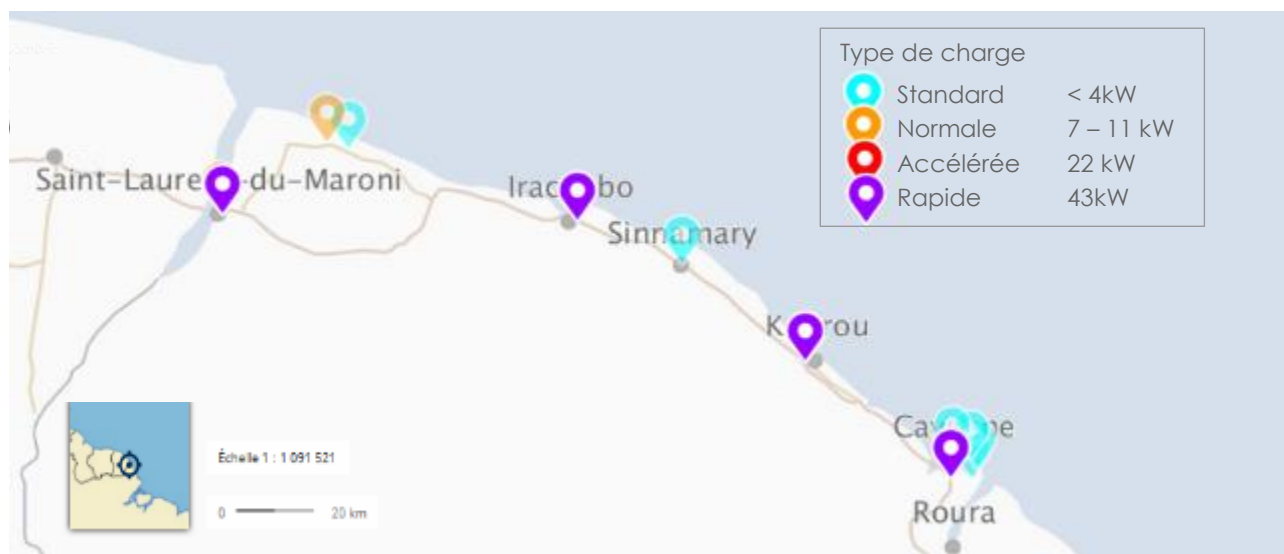 Type de charge
Standard < 4kW
Normale 7 – 11 kW
Accélérée 22 kW
Rapide 43kW
Saint-Laure -du-Maroni
Irac bo
Sinnamary
K rou
Ca ne
Roura
Échelle 1 : 1 091 521
0 20 km